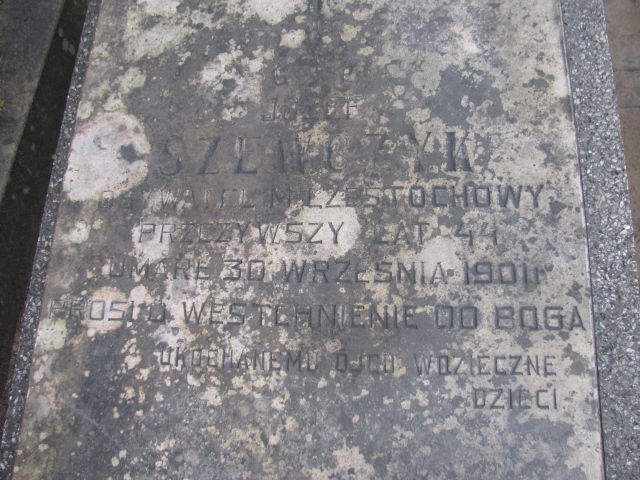 Ś. P.
JÓZEF
SZEWCZYK
OBYWATEL M. CZĘSTOCHOWY
PRZEŻYWSZY LAT 44
UMARŁ 30 WRZEŚNIA 1901 r
PROSI O WESTCHNIENIE DO BOGA
UKOCHANEMU OJCU WDZIĘCZNE
DZIECI